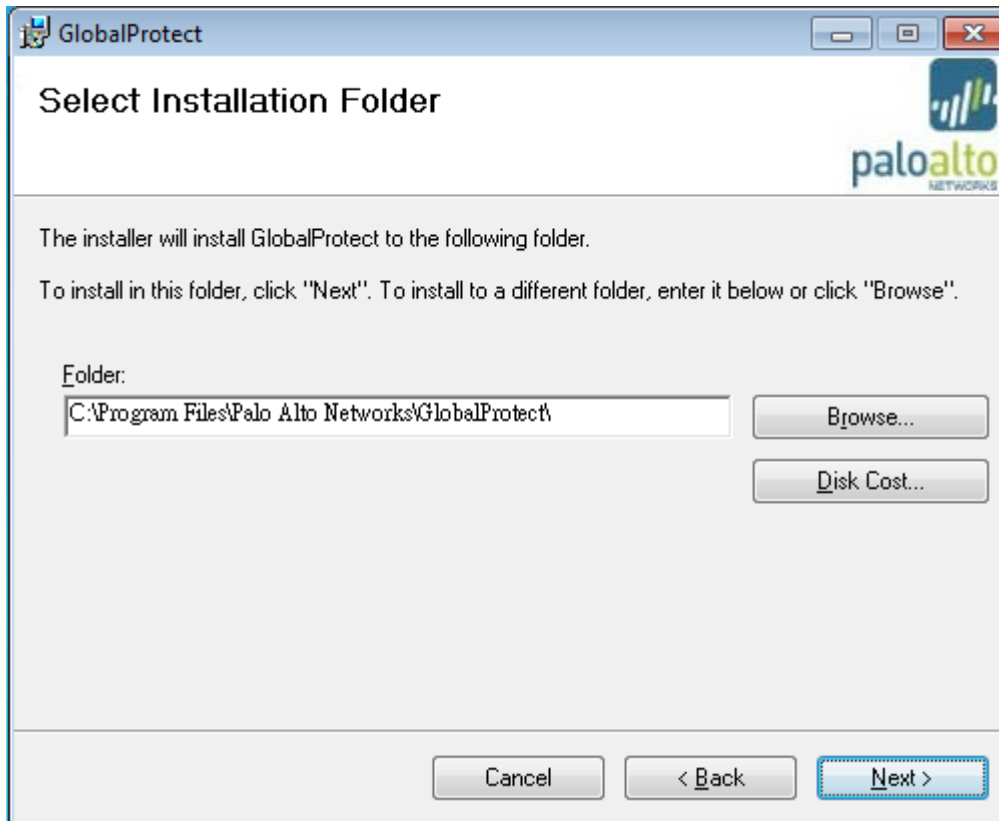 GlobalProtect
Select Installation Folder
paloalto
NETWORKS
The installer will install GlobalProtect to the following folder.
To install in this folder, click "Next". To install to a different folder, enter it below or click "Browse".
Folder:
C:\Program Files\Palo Alto Networks\GlobalProtect\
Browse...
Disk Cost...
Cancel
< Back
Next >